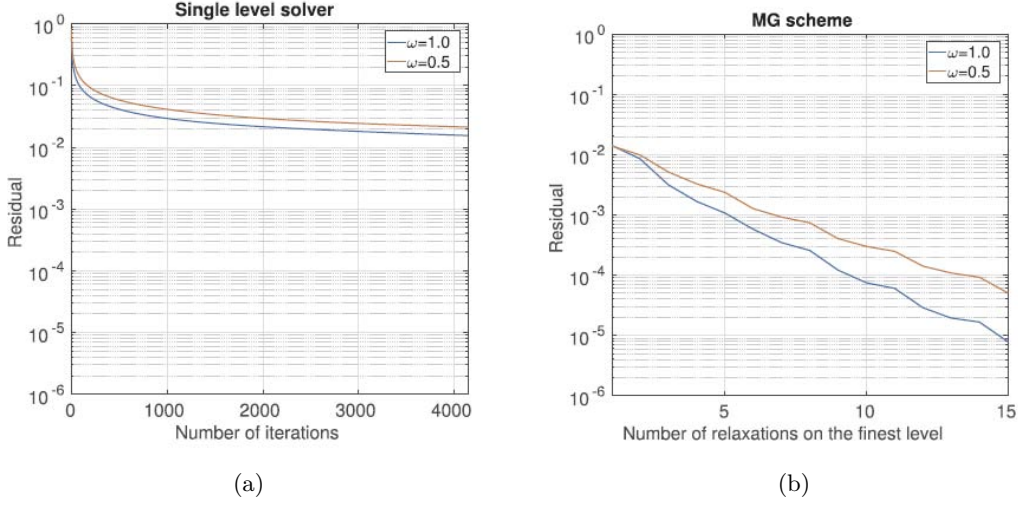 Single level solver
10^0
10^-1
10^-2
10^-3
10^-4
10^-5
10^-6
Residual
ω=1.0
ω=0.5
0 1000 2000 3000 4000
Number of iterations
(a)
MG scheme
10^0
10^-1
10^-2
10^-3
10^-4
10^-5
10^-6
Residual
ω=1.0
ω=0.5
5 10 15
Number of relaxations on the finest level
(b)